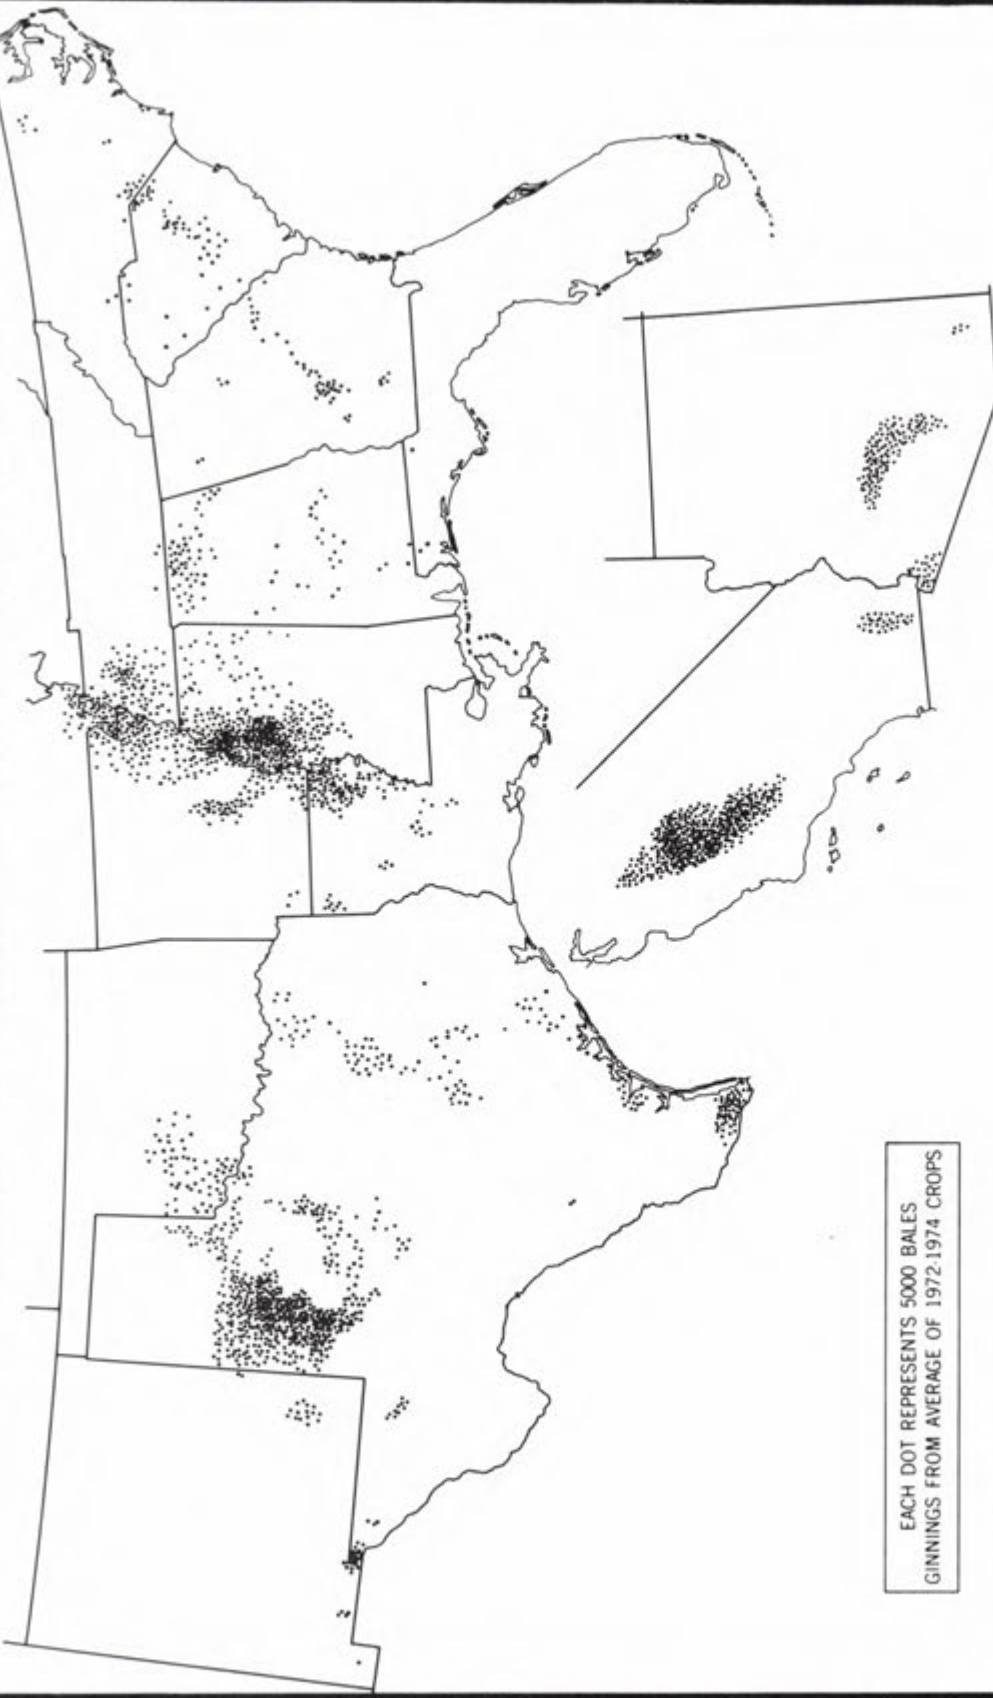 EACH DOT REPRESENTS 5000 BALES
GINNINGS FROM AVERAGE OF 1972-1974 CROPS